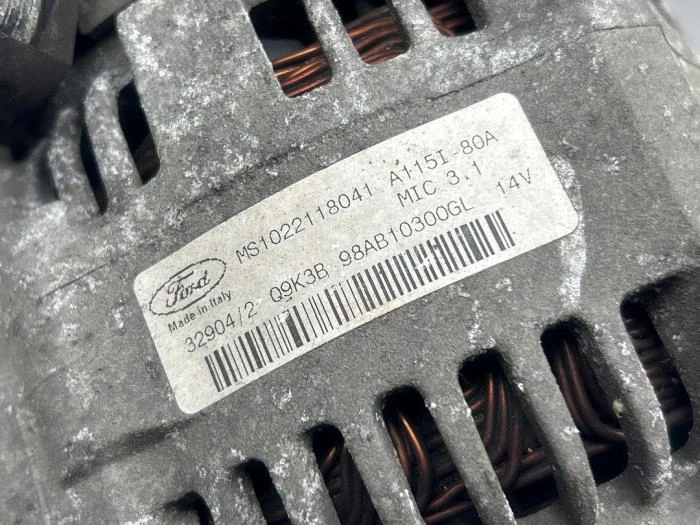 MS1022118041 A115I-80A
MIC 3.1
Ford
Made in Italy
32904/2 Q9K3B 98AB10300GL 14V